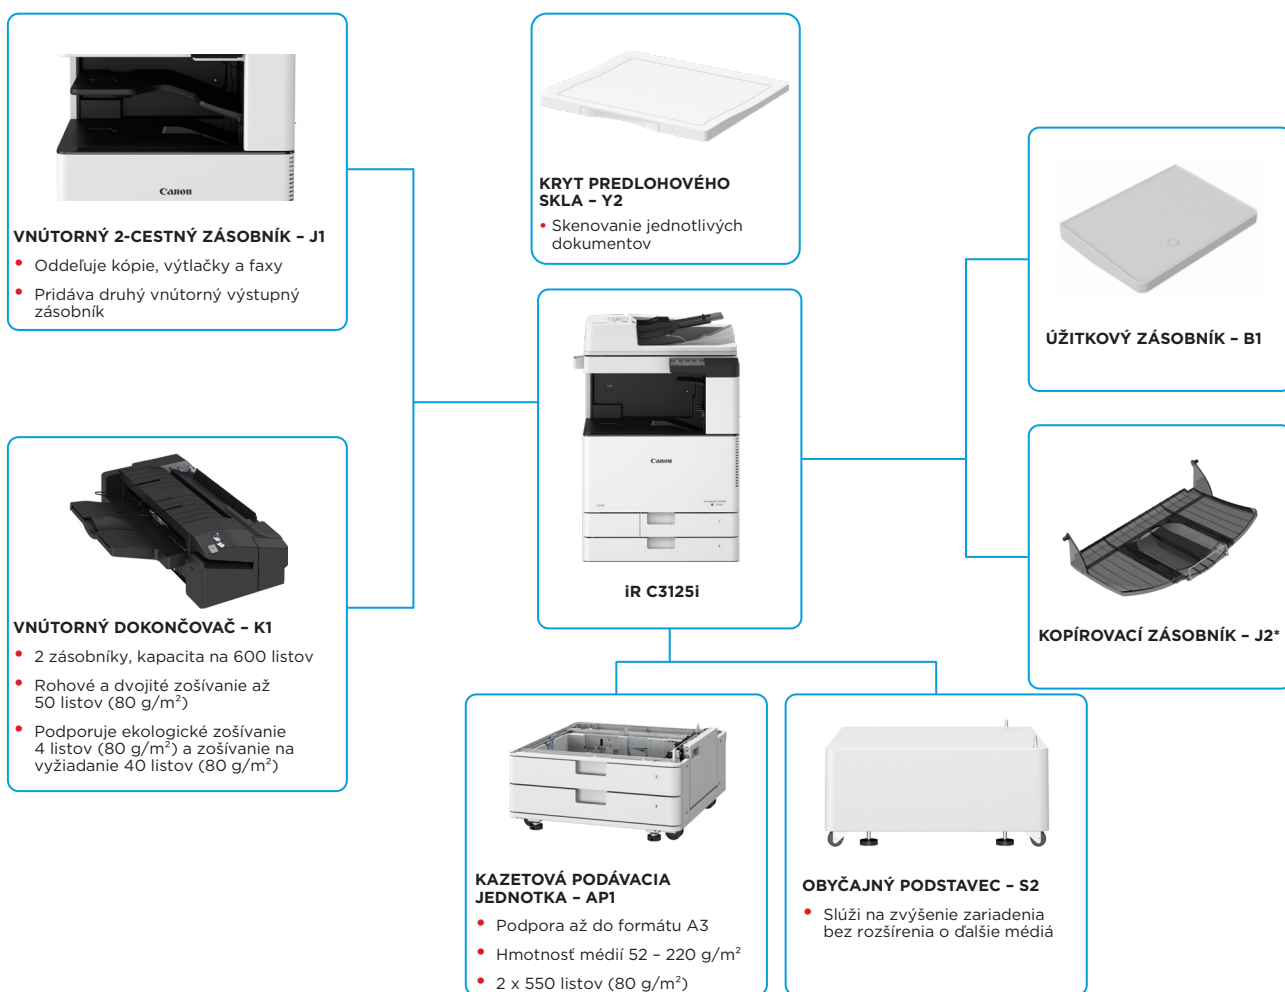 Canon
VNÚTORNÝ 2-CESTNÝ ZÁSOBNÍK – J1
• Oddeľuje kópie, výtlačky a faxy
• Pridáva druhý vnútorný výstupný
zásobník
KRYT PREDLOHOVÉHO
SKLA – Y2
• Skenovanie jednotlivých
dokumentov
ÚŽITKOVÝ ZÁSOBNÍK – B1
Canon
iR C3125i
VNÚTORNÝ DOKONČOVAČ – K1
• 2 zásobníky, kapacita na 600 listov
• Rohové a dvojité zošívanie až
50 listov (80 g/m²)
• Podporuje ekologické zošívanie
4 listov (80 g/m²) a zošívanie na
vyžiadanie 40 listov (80 g/m²)
KOPÍROVACÍ ZÁSOBNÍK – J2*
KAZETOVÁ PODÁVACIA
JEDNOTKA – AP1
• Podpora až do formátu A3
• Hmotnosť médií 52 – 220 g/m²
• 2 x 550 listov (80 g/m²)
OBYČAJNÝ PODSTAVEC – S2
• Slúži na zvýšenie zariadenia
bez rozšírenia o ďalšie médiá